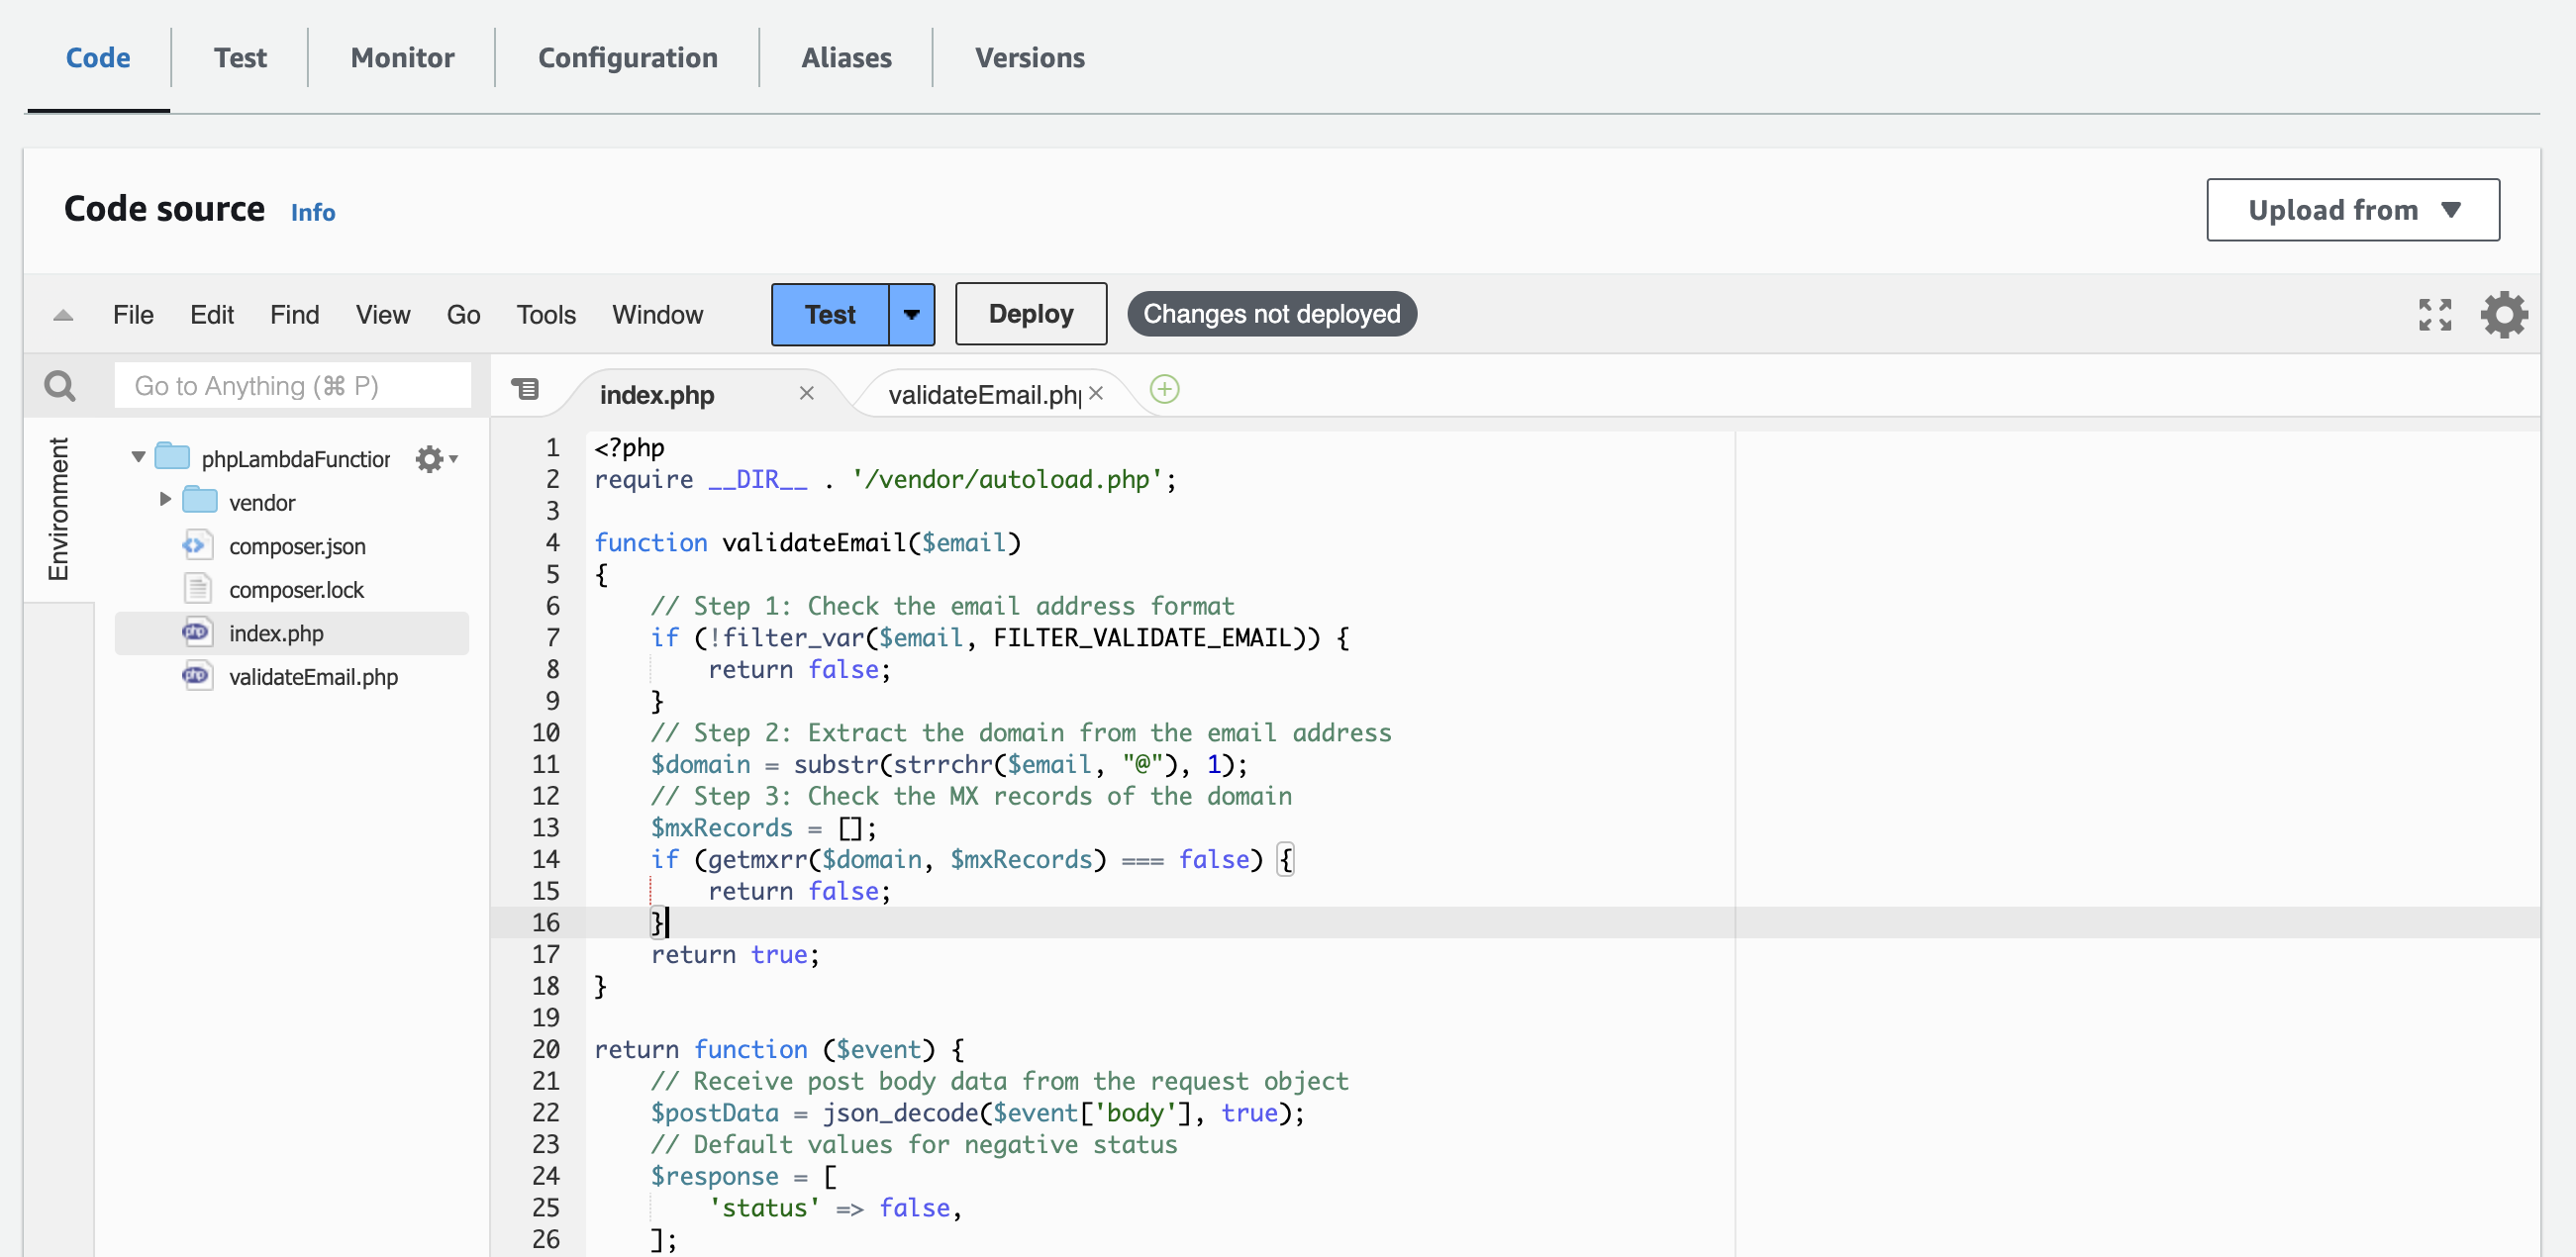 Code Test Monitor Configuration Aliases Versions
Code source Info Upload from
File Edit Find View Go Tools Window Test Deploy Changes not deployed
Go to Anything (⌘ P)
index.php validateEmail.php
Environment
phpLambdaFunction
vendor
composer.json
composer.lock
index.php
validateEmail.php
1 <?php
2 require __DIR__ . '/vendor/autoload.php';
3
4 function validateEmail($email)
5 {
6     // Step 1: Check the email address format
7     if (!filter_var($email, FILTER_VALIDATE_EMAIL)) {
8         return false;
9     }
10     // Step 2: Extract the domain from the email address
11     $domain = substr(strrchr($email, "@"), 1);
12     // Step 3: Check the MX records of the domain
13     $mxRecords = [];
14     if (getmxrr($domain, $mxRecords) === false) {
15         return false;
16     }
17     return true;
18 }
19
20 return function ($event) {
21     // Receive post body data from the request object
22     $postData = json_decode($event['body'], true);
23     // Default values for negative status
24     $response = [
25         'status' => false,
26     ];